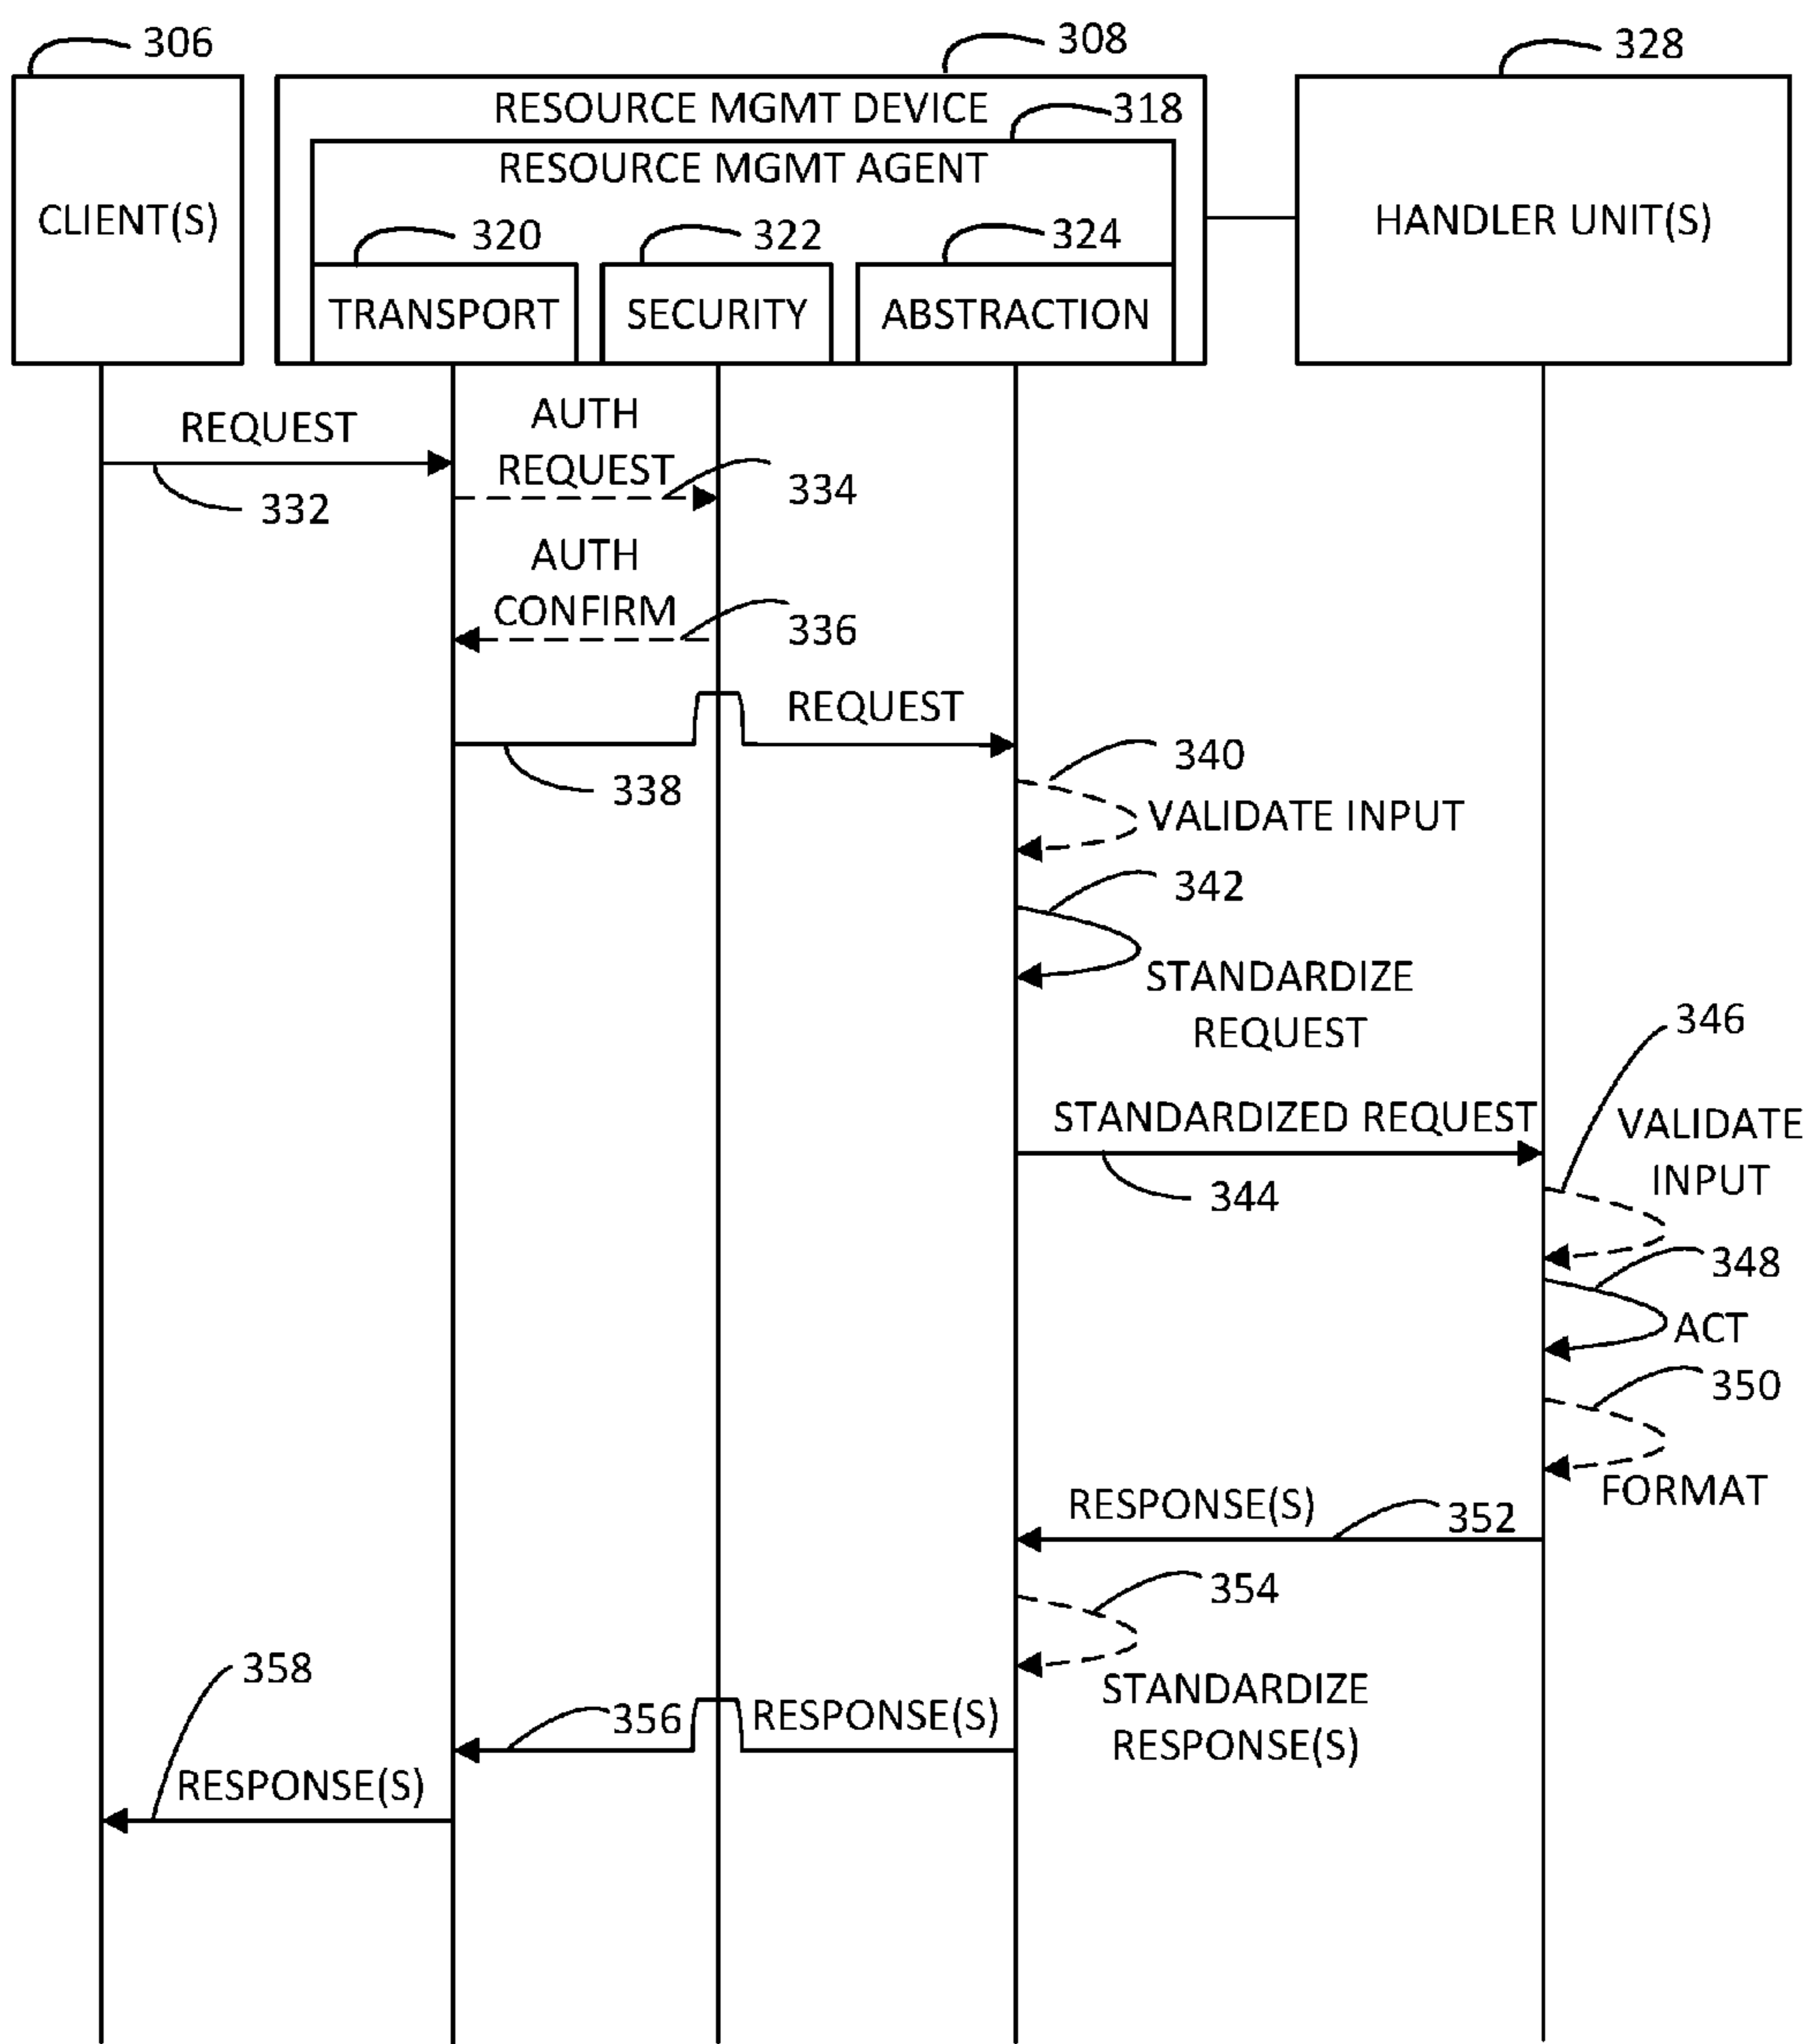 306
308
328
RESOURCE MGMT DEVICE
318
RESOURCE MGMT AGENT
CLIENT(S)
HANDLER UNIT(S)
320
322
324
TRANSPORT
SECURITY
ABSTRACTION
REQUEST
332
AUTH
REQUEST
334
AUTH
CONFIRM
336
REQUEST
338
340
VALIDATE INPUT
342
STANDARDIZE
REQUEST
346
STANDARDIZED REQUEST
344
VALIDATE
INPUT
348
ACT
350
FORMAT
RESPONSE(S)
352
354
STANDARDIZE
RESPONSE(S)
358
356
RESPONSE(S)
RESPONSE(S)